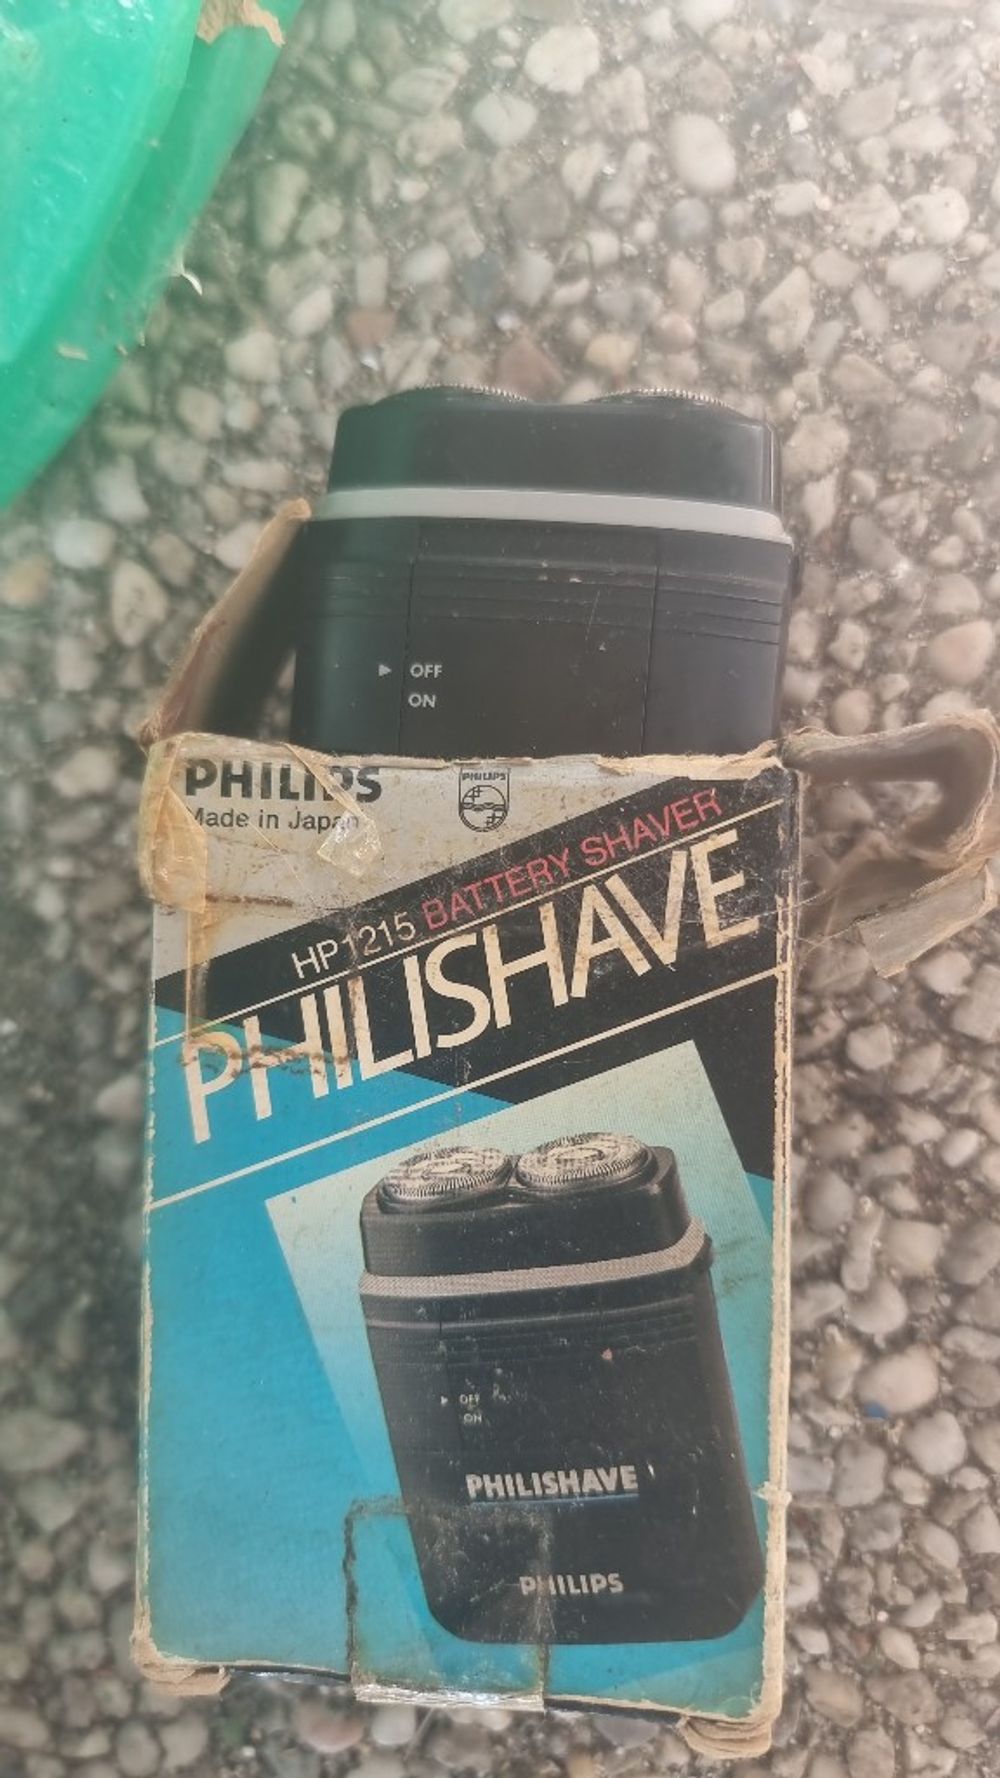 OFF
ON
PHILIPS
Made in Japan
PHILIPS
HP1215 BATTERY SHAVER
PHILISHAVE
OFF
ON
PHILISHAVE
PHILIPS